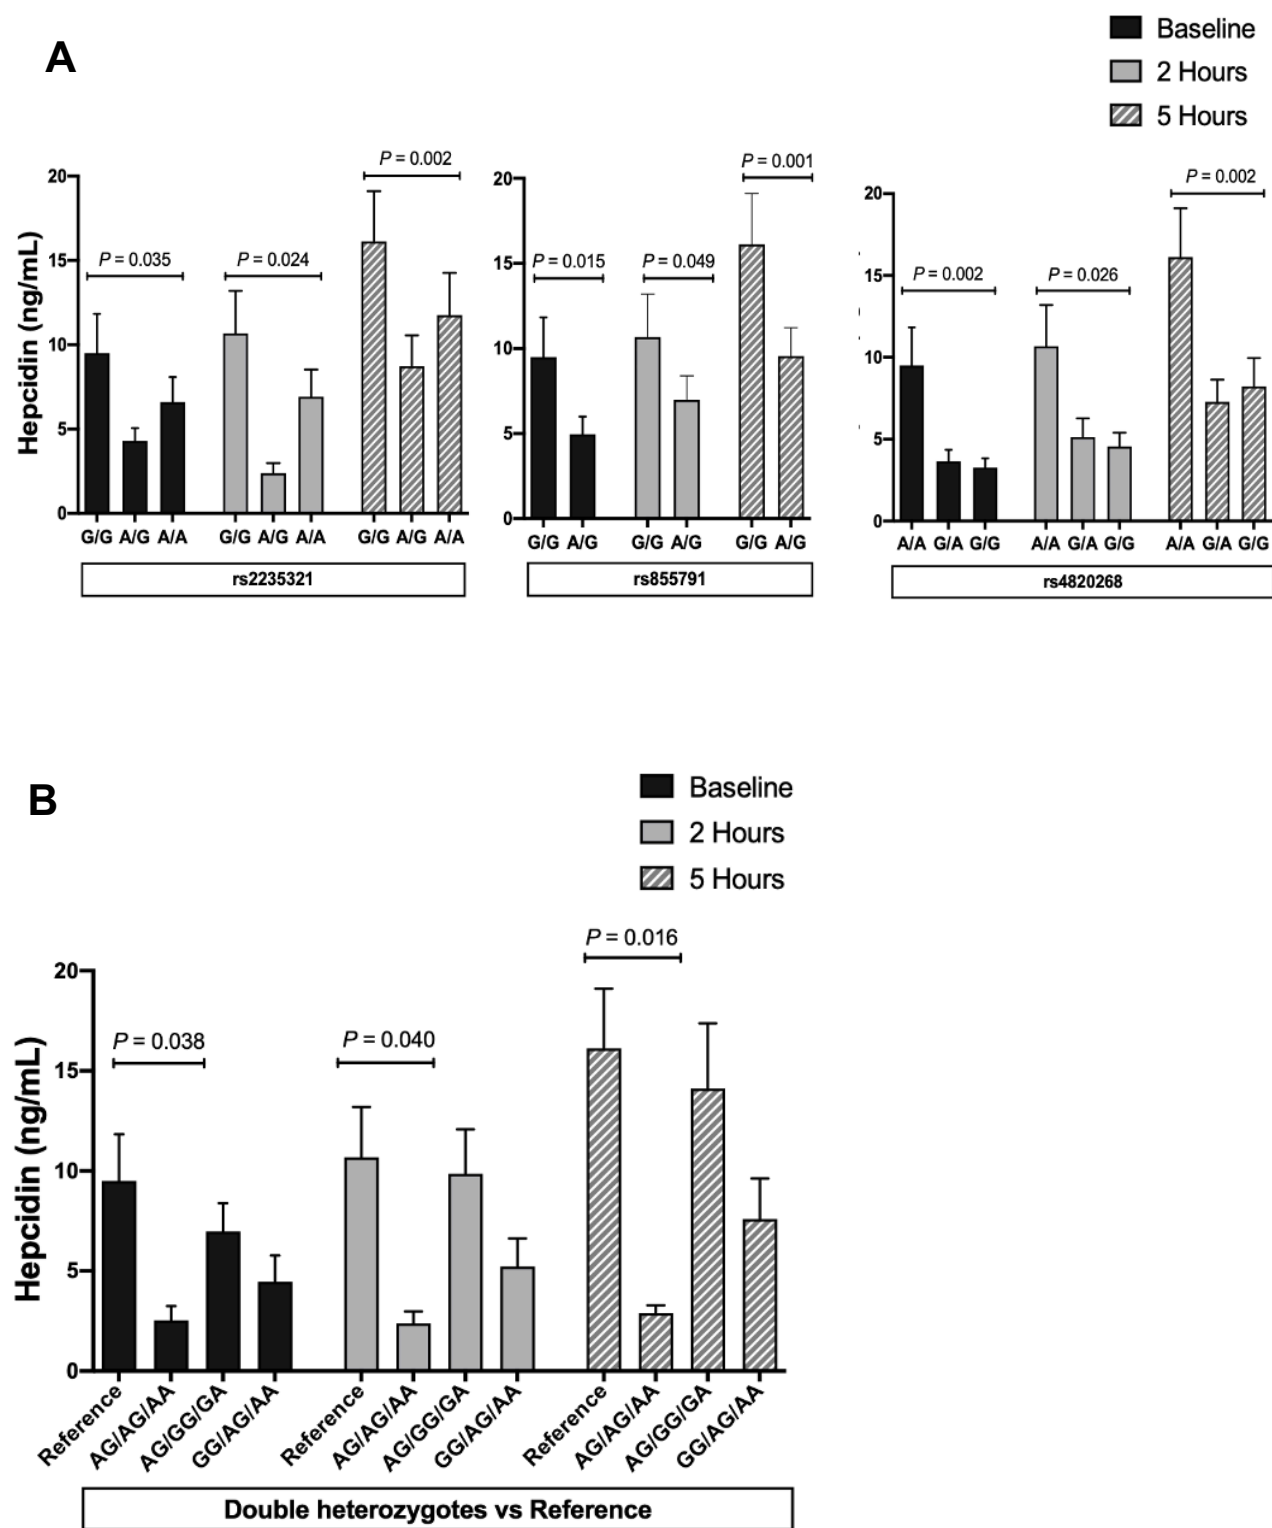 A
Baseline
2 Hours
5 Hours
Hepcidin (ng/mL)
20
15
10
5
0
P = 0.035
P = 0.024
P = 0.002
G/G A/G A/A G/G A/G A/A G/G A/G A/A
rs2235321
20
15
10
5
0
P = 0.015
P = 0.049
P = 0.001
G/G A/G G/G A/G G/G A/G
rs855791
20
15
10
5
0
P = 0.002
P = 0.026
P = 0.002
A/A G/A G/G A/A G/A G/G A/A G/A G/G
rs4820268
B
Baseline
2 Hours
5 Hours
Hepcidin (ng/mL)
20
15
10
5
0
P = 0.038
P = 0.040
P = 0.016
Reference
AG/AG/AA
AG/GG/GA
GG/AG/AA
Reference
AG/AG/AA
AG/GG/GA
GG/AG/AA
Reference
AG/AG/AA
AG/GG/GA
GG/AG/AA
Double heterozygotes vs Reference